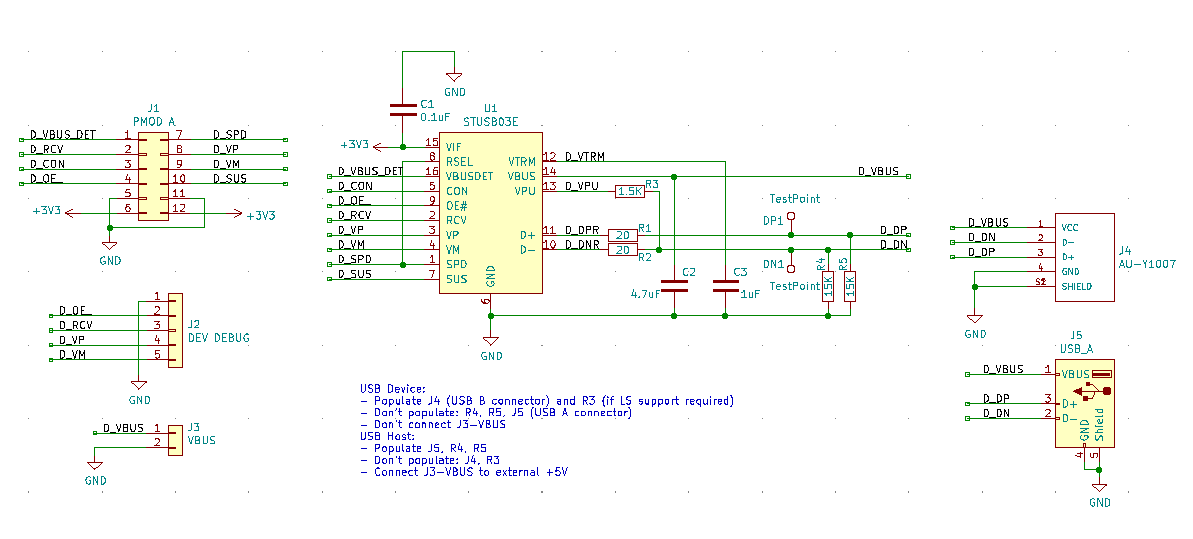 J1
PMOD A
D_VBUS_DET 1 7 D_SPD
D_RCV 2 8 D_VP
D_CON 3 9 D_VM
D_OE_ 4 10 D_SUS
5 11
+3V3 6 12 +3V3
GND
J2
DEV DEBUG
1
D_OE_ 2
D_RCV 3
D_VP 4
D_VM 5
GND
J3
VBUS
D_VBUS 1
2
GND
GND
C1
0.1uF
U1
STUSB03E
+3V3 15 VIF
8 RSEL VTRM 12 D_VTRM
D_VBUS_DET 16 VBUSDET VBUS 14 D_VBUS
D_CON 5 CON VPU 13 D_VPU 1.5K R3
D_OE_ 9 OE#
D_RCV 2 RCV
D_VP 3 VP D+ 11 D_DPR 20 R1 D_DP
D_VM 4 VM D- 10 D_DNR 20 R2 D_DN
D_SPD 1 SPD
D_SUS 7 SUS
GND
6
GND
TestPoint
DP1
DN1
TestPoint
R4
15K
R5
15K
C2
4.7uF
C3
1uF
USB Device:
- Populate J4 (USB B connector) and R3 (if LS support required)
- Don't populate: R4, R5, J5 (USB A connector)
- Don't connect J3-VBUS
USB Host:
- Populate J5, R4, R5
- Don't populate: J4, R3
- Connect J3-VBUS to external +5V
D_VBUS 1 VCC
D_DN 2 D-
D_DP 3 D+
4 GND
SHIELD
J4
AU-Y1007
GND
J5
USB_A
D_VBUS 1 VBUS
D_DP 3 D+
D_DN 2 D-
GND
Shield
4
5
GND